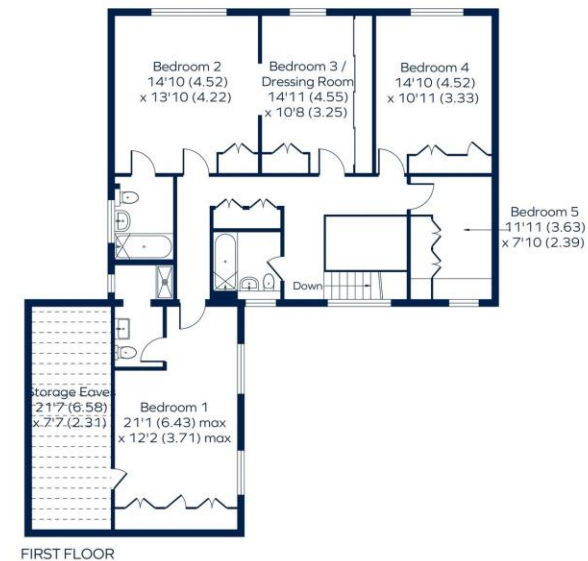 Bedroom 2
14'10 (4.52)
x 13'10 (4.22)
Bedroom 3 /
Dressing Room
14'11 (4.55)
x 10'8 (3.25)
Bedroom 4
14'10 (4.52)
x 10'11 (3.33)
Bedroom 5
11'11 (3.63)
x 7'10 (2.39)
Down
Storage Eaves
21'7 (6.58)
x 7'7 (2.31)
Bedroom 1
21'1 (6.43) max
x 12'2 (3.71) max
FIRST FLOOR